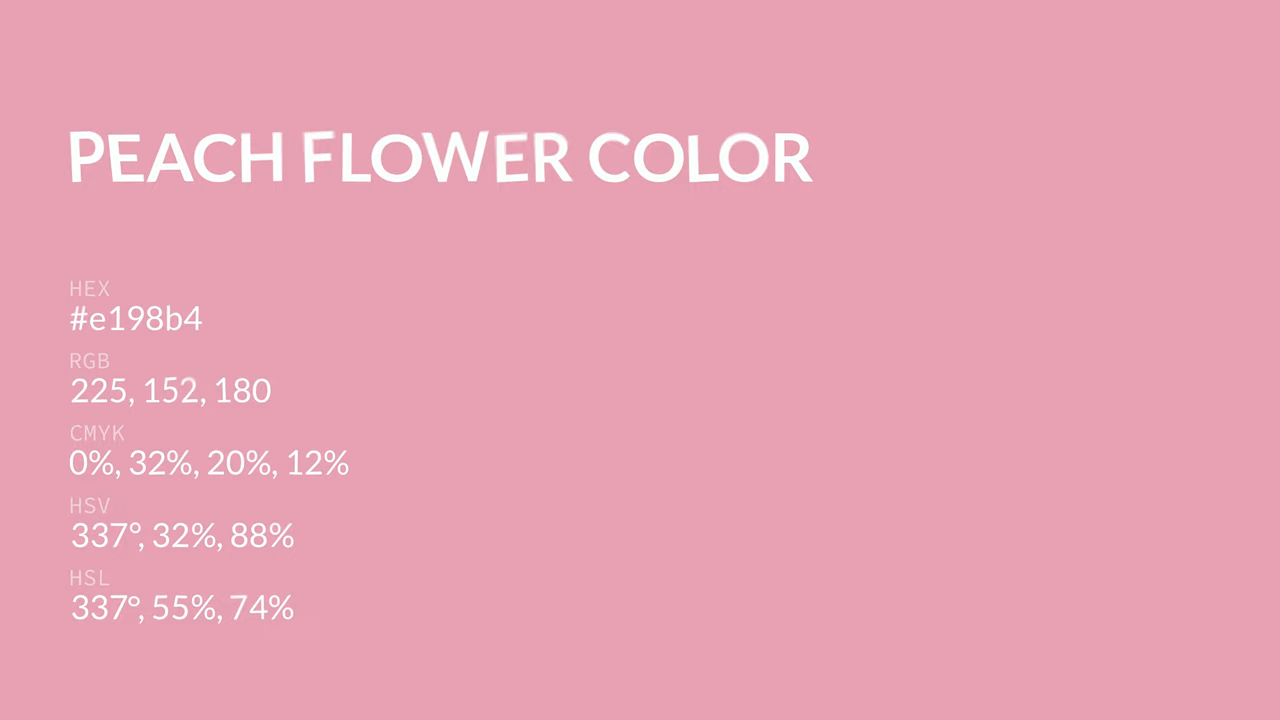 PEACH FLOWER COLOR
HEX
#e198b4
RGB
225, 152, 180
CMYK
0%, 32%, 20%, 12%
HSV
337°, 32%, 88%
HSL
337°, 55%, 74%